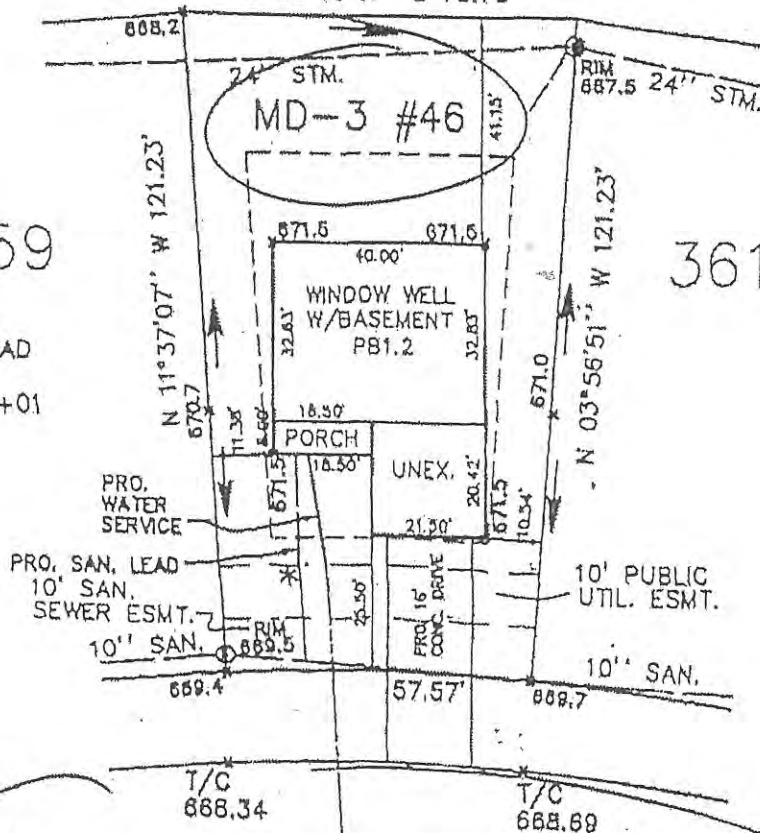 668.2
24" STM.
RIM
667.5
24" STM.
MD-3 #46
41.15'
N 11°37'07" W 121.23'
N 03°56'51" W 121.23'
59
361
671.5
671.5
40.00'
WINDOW WELL
W/BASEMENT
PB1.2
32.83'
32.83'
AD
+01
670.7
671.0
11.38'
18.50'
PORCH
18.50'
UNEX.
20.42'
671.5
671.5
10.54'
21.50'
PRO.
WATER
SERVICE
PRO. SAN. LEAD
10' SAN.
SEWER ESMT.
RIM
669.5
10" SAN.
PRO. 16'
CONC. DRIVE
10' PUBLIC
UTIL. ESMT.
10" SAN.
669.4
57.57'
669.7
T/C
668.34
T/C
668.69